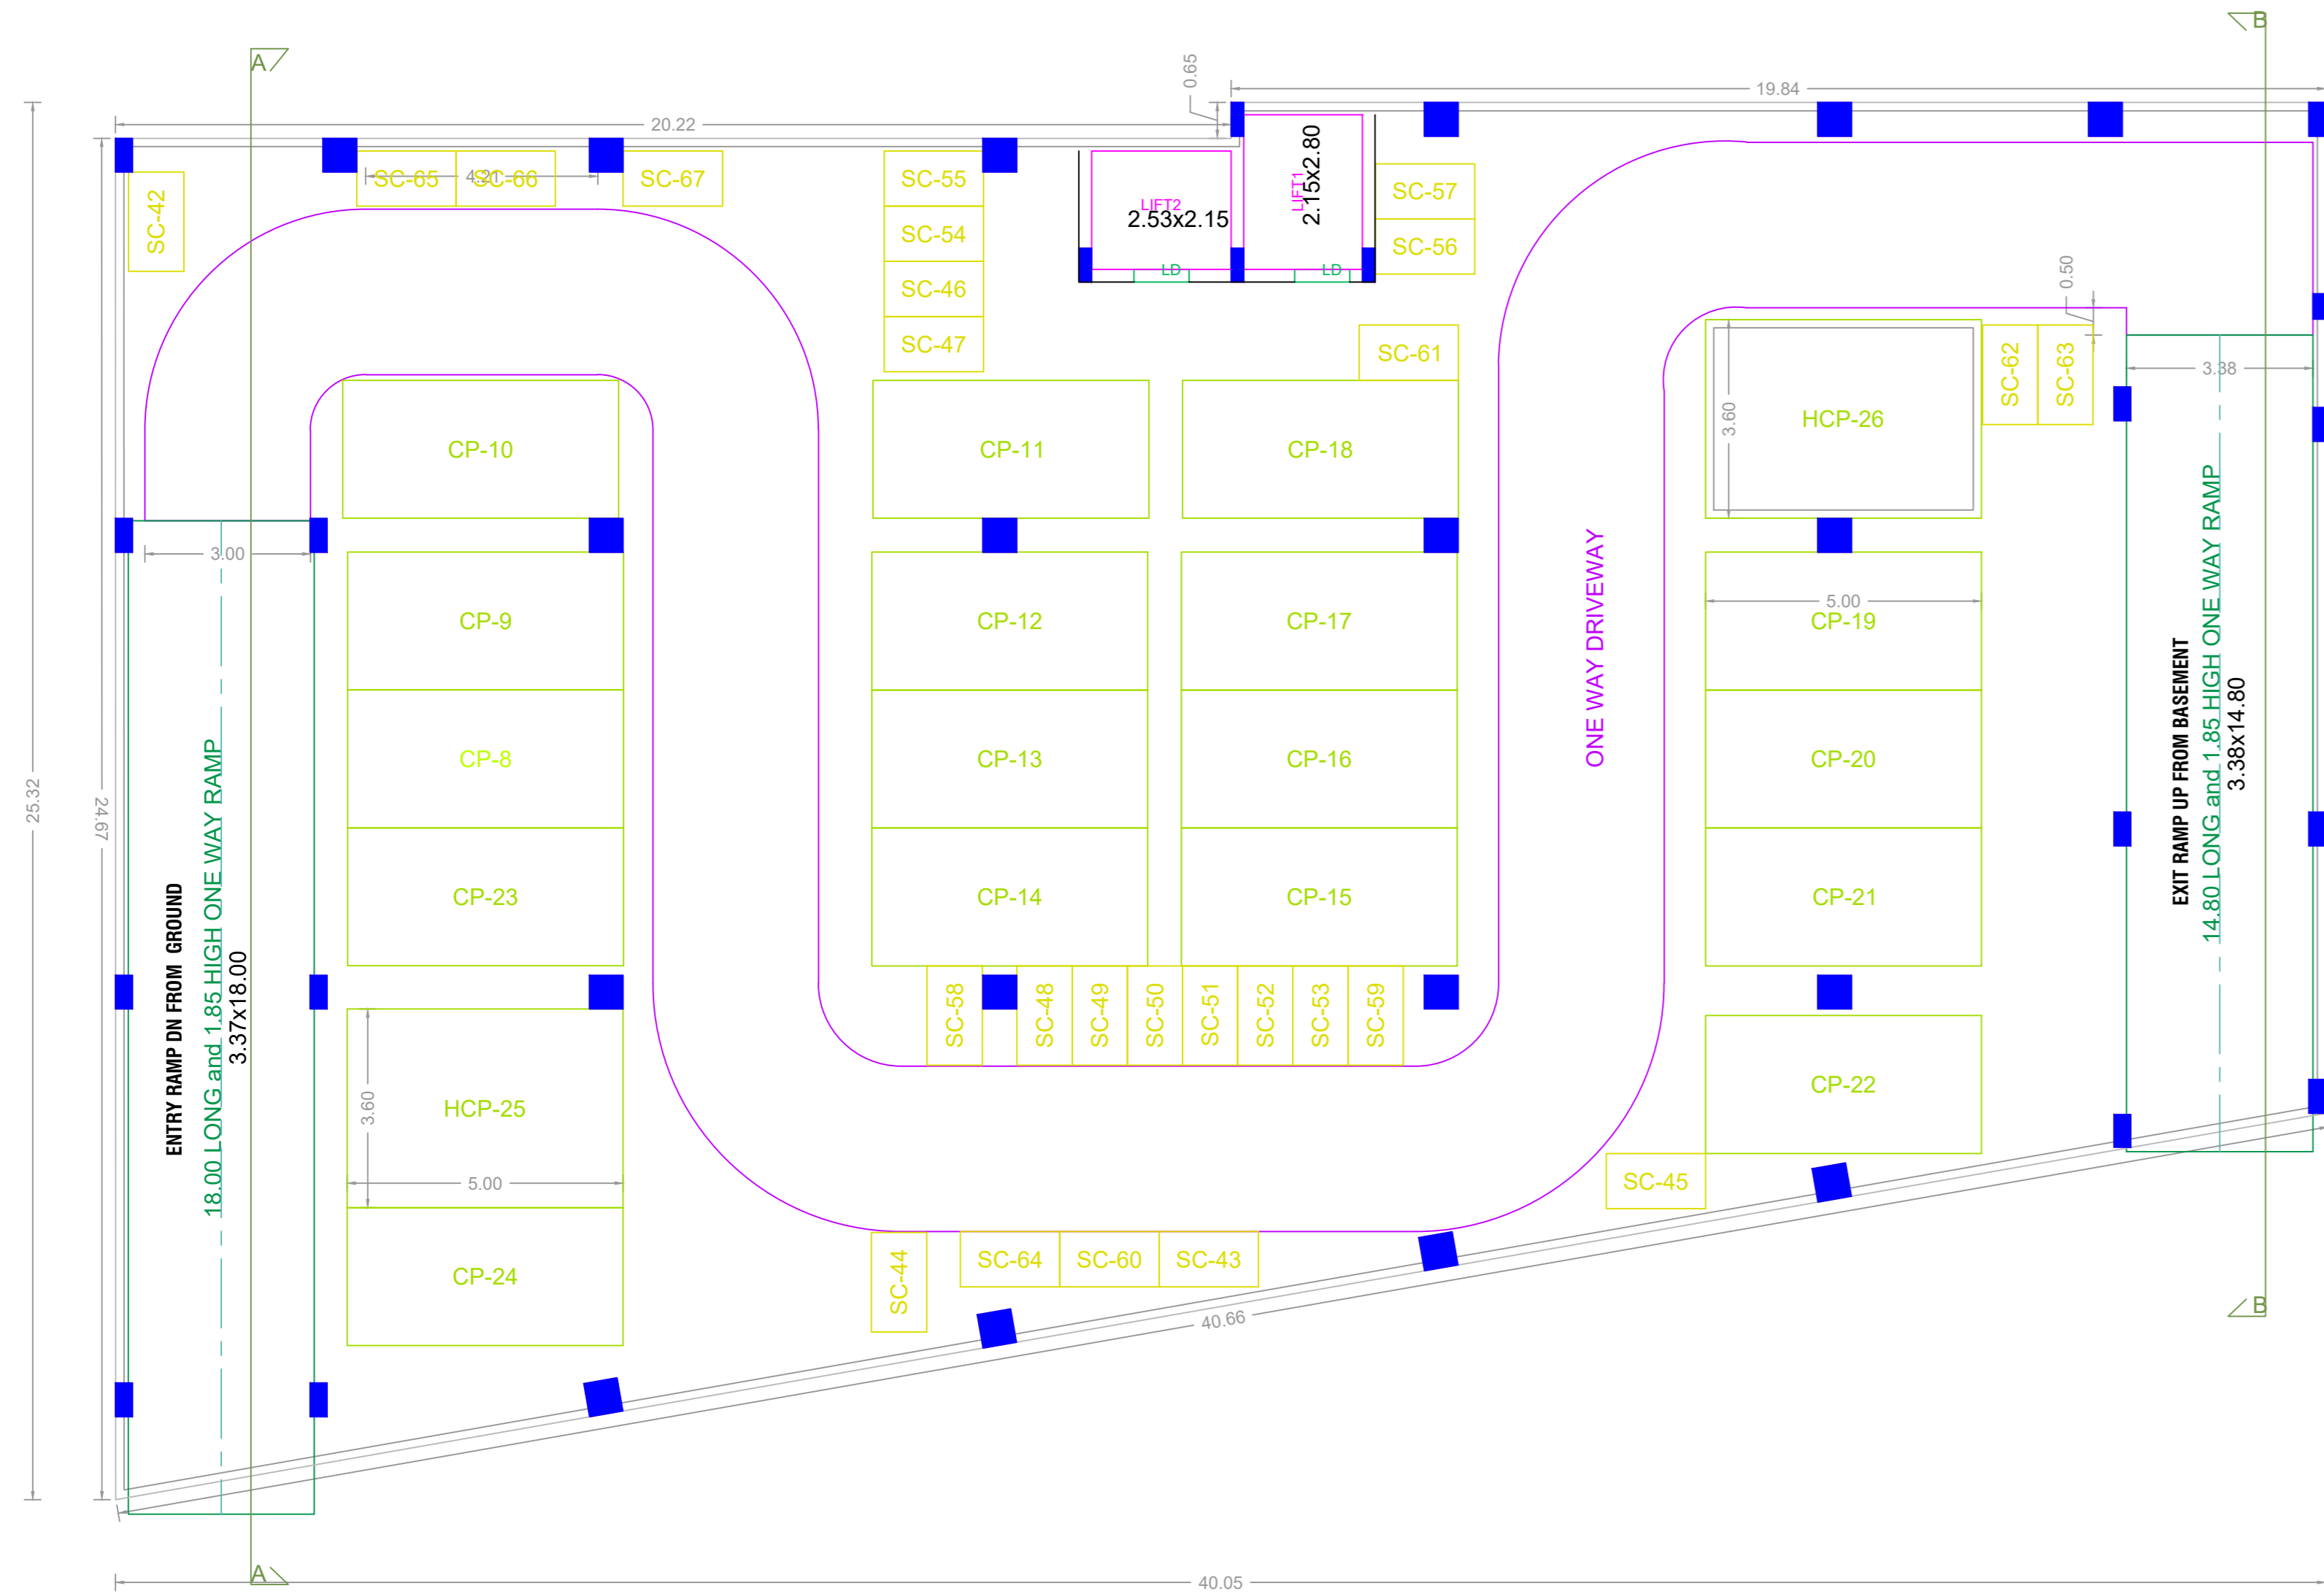 B
A
0.65
19.84
20.22
SC-42
SC-65
4.21
SC-66
SC-67
SC-55
SC-54
SC-46
SC-47
LIFT2
2.53x2.15
LIFT1
2.15x2.80
LD
LD
SC-57
SC-56
SC-61
0.50
SC-62
SC-63
3.38
HCP-26
3.60
CP-10
CP-11
CP-18
3.00
CP-9
CP-12
CP-17
5.00
CP-19
CP-8
CP-13
CP-16
CP-20
CP-23
CP-14
CP-15
CP-21
ONE WAY DRIVEWAY
EXIT RAMP UP FROM BASEMENT
14.80 LONG and 1.85 HIGH ONE WAY RAMP
3.38x14.80
25.32
24.67
ENTRY RAMP DN FROM GROUND
18.00 LONG and 1.85 HIGH ONE WAY RAMP
3.37x18.00
SC-58
SC-48
SC-49
SC-50
SC-51
SC-52
SC-53
SC-59
HCP-25
3.60
5.00
CP-22
SC-45
CP-24
SC-44
SC-64
SC-60
SC-43
40.66
B
A
40.05